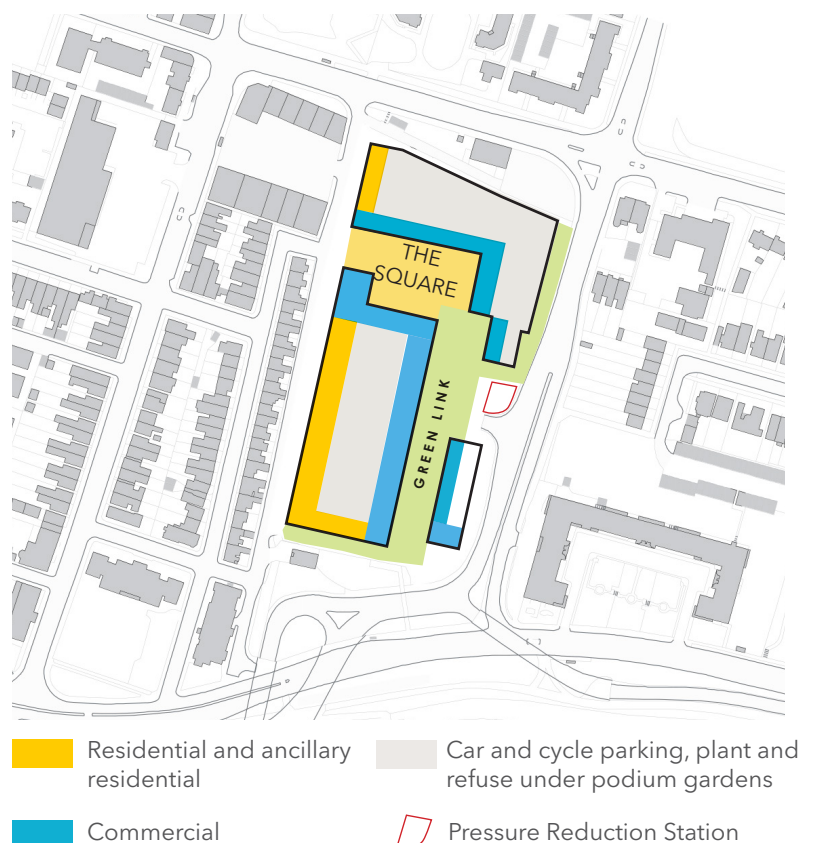 THE
SQUARE
GREEN LINK
Residential and ancillary
residential
Car and cycle parking, plant and
refuse under podium gardens
Commercial
Pressure Reduction Station